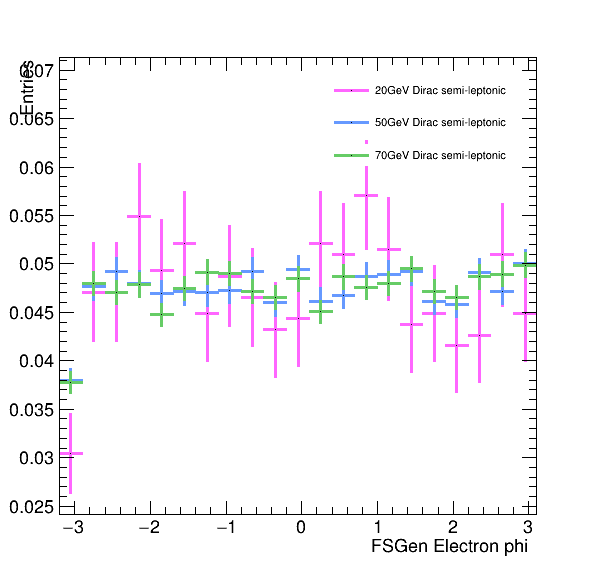 Entries
0.07
0.065
0.06
0.055
0.05
0.045
0.04
0.035
0.03
0.025
20GeV Dirac semi-leptonic
50GeV Dirac semi-leptonic
70GeV Dirac semi-leptonic
−3 −2 −1 0 1 2 3
FSGen Electron phi